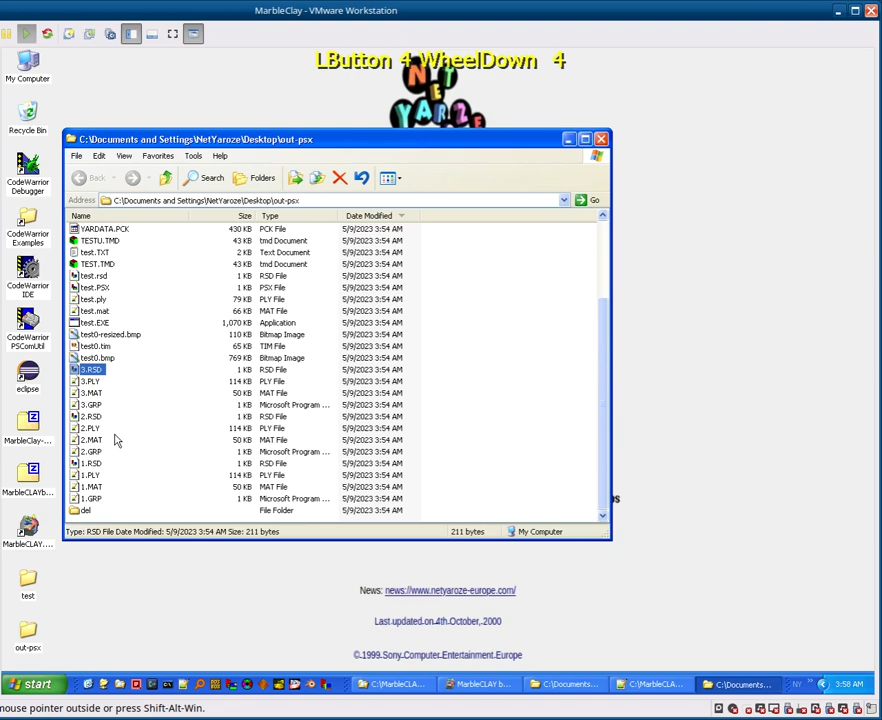 MarbleClay - VMware Workstation
LButton 4 WheelDown 4
NET
YAROZE
My Computer
Recycle Bin
CodeWarrior Debugger
CodeWarrior Examples
CodeWarrior IDE
CodeWarrior PSComUtil
eclipse
MarbleClay-...
MarbleCLAYb...
MarbleCLAY....
test
out-psx
C:\Documents and Settings\NetYaroze\Desktop\out-psx
File Edit View Favorites Tools Help
Back Search Folders
Address C:\Documents and Settings\NetYaroze\Desktop\out-psx Go
Name Size Type Date Modified
YARDATA.PCK 430 KB PCK File 5/9/2023 3:54 AM
TESTU.TMD 43 KB tmd Document 5/9/2023 3:54 AM
test.TXT 2 KB Text Document 5/9/2023 3:54 AM
TEST.TMD 43 KB tmd Document 5/9/2023 3:54 AM
test.rsd 1 KB RSD File 5/9/2023 3:54 AM
test.PSX 1 KB PSX File 5/9/2023 3:54 AM
test.ply 79 KB PLY File 5/9/2023 3:54 AM
test.mat 66 KB MAT File 5/9/2023 3:54 AM
test.EXE 1,070 KB Application 5/9/2023 3:54 AM
test0-resized.bmp 110 KB Bitmap Image 5/9/2023 3:54 AM
test0.tim 65 KB TIM File 5/9/2023 3:54 AM
test0.bmp 769 KB Bitmap Image 5/9/2023 3:54 AM
3.RSD 1 KB RSD File 5/9/2023 3:54 AM
3.PLY 114 KB PLY File 5/9/2023 3:54 AM
3.MAT 50 KB MAT File 5/9/2023 3:54 AM
3.GRP 1 KB Microsoft Program ... 5/9/2023 3:54 AM
2.RSD 1 KB RSD File 5/9/2023 3:54 AM
2.PLY 114 KB PLY File 5/9/2023 3:54 AM
2.MAT 50 KB MAT File 5/9/2023 3:54 AM
2.GRP 1 KB Microsoft Program ... 5/9/2023 3:54 AM
1.RSD 1 KB RSD File 5/9/2023 3:54 AM
1.PLY 114 KB PLY File 5/9/2023 3:54 AM
1.MAT 50 KB MAT File 5/9/2023 3:54 AM
1.GRP 1 KB Microsoft Program ... 5/9/2023 3:54 AM
del File Folder 5/9/2023 3:54 AM
Type: RSD File Date Modified: 5/9/2023 3:54 AM Size: 211 bytes 211 bytes My Computer
News: news://www.netyaroze-europe.com/
Last updated on 4th October, 2000
© 1999 Sony Computer Entertainment Europe
start C:\MarbleCLA... MarbleCLAY b... C:\Documents... C:\MarbleCLA... C:\Documents... NY 3:58 AM
mouse pointer outside or press Shift-Alt-Win.